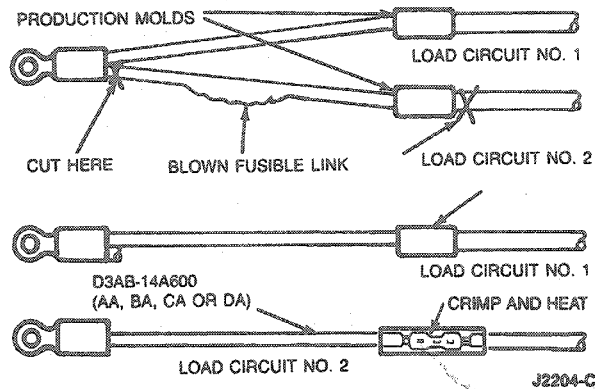 PRODUCTION MOLDS
LOAD CIRCUIT NO. 1
CUT HERE
BLOWN FUSIBLE LINK
LOAD CIRCUIT NO. 2
D3AB-14A600
(AA, BA, CA OR DA)
LOAD CIRCUIT NO. 1
CRIMP AND HEAT
LOAD CIRCUIT NO. 2
J2204-C